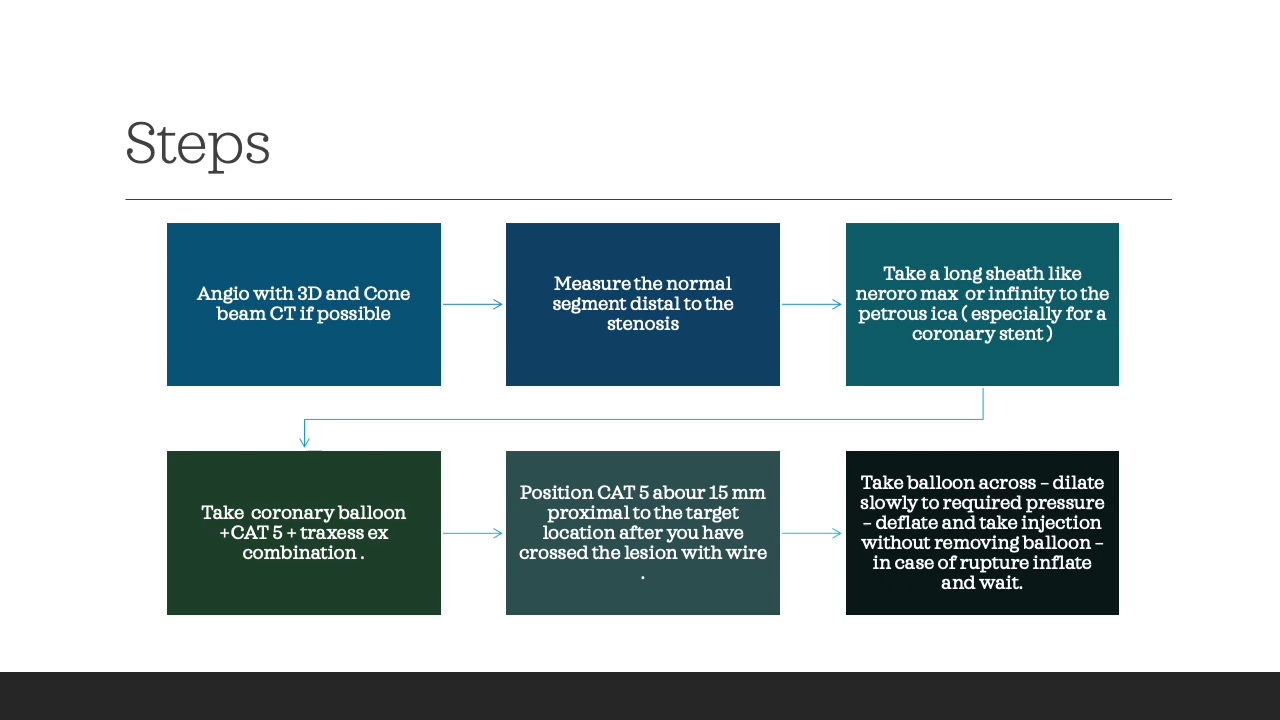 Steps
Angio with 3D and Cone
beam CT if possible
Measure the normal
segment distal to the
stenosis
Take a long sheath like
neroro max or infinity to the
petrous ica ( especially for a
coronary stent )
Take coronary balloon
+CAT 5 + traxess ex
combination .
Position CAT 5 abour 15 mm
proximal to the target
location after you have
crossed the lesion with wire
.
Take balloon across – dilate
slowly to required pressure
– deflate and take injection
without removing balloon –
in case of rupture inflate
and wait.